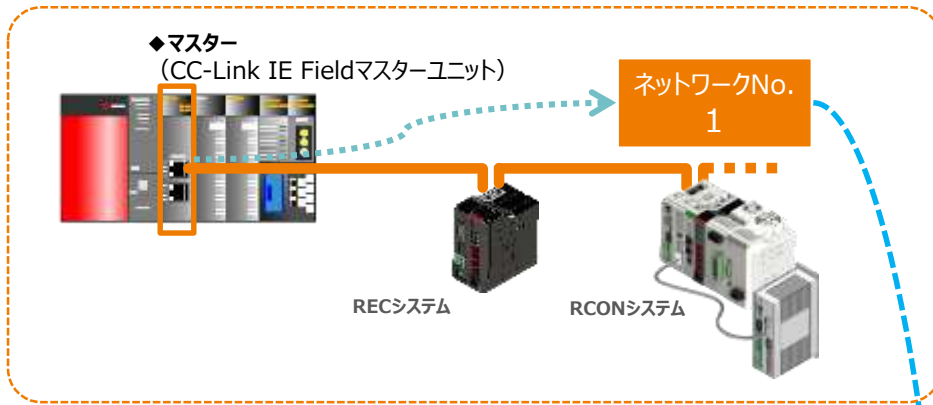 ◆マスター
（CC-Link IE Fieldマスターユニット）
ネットワークNo.
1
RECシステム
RCONシステム